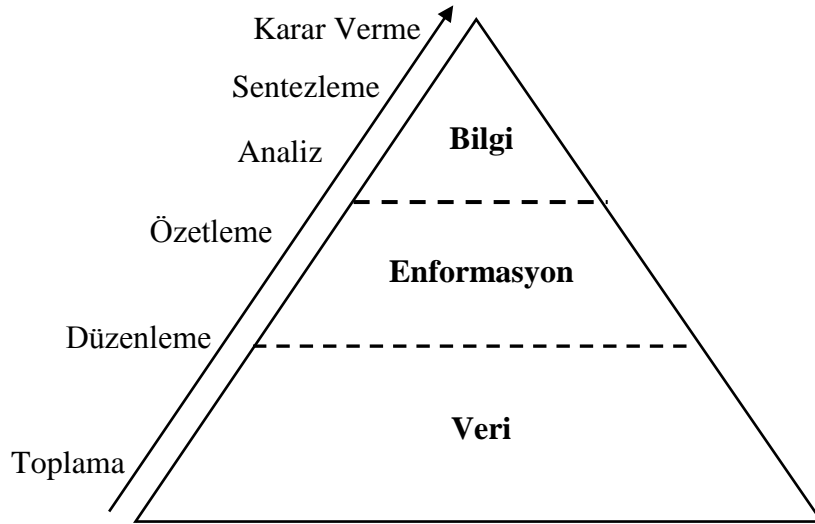 Karar Verme
Sentezleme
Bilgi
Analiz
Özetleme
Enformasyon
Düzenleme
Veri
Toplama